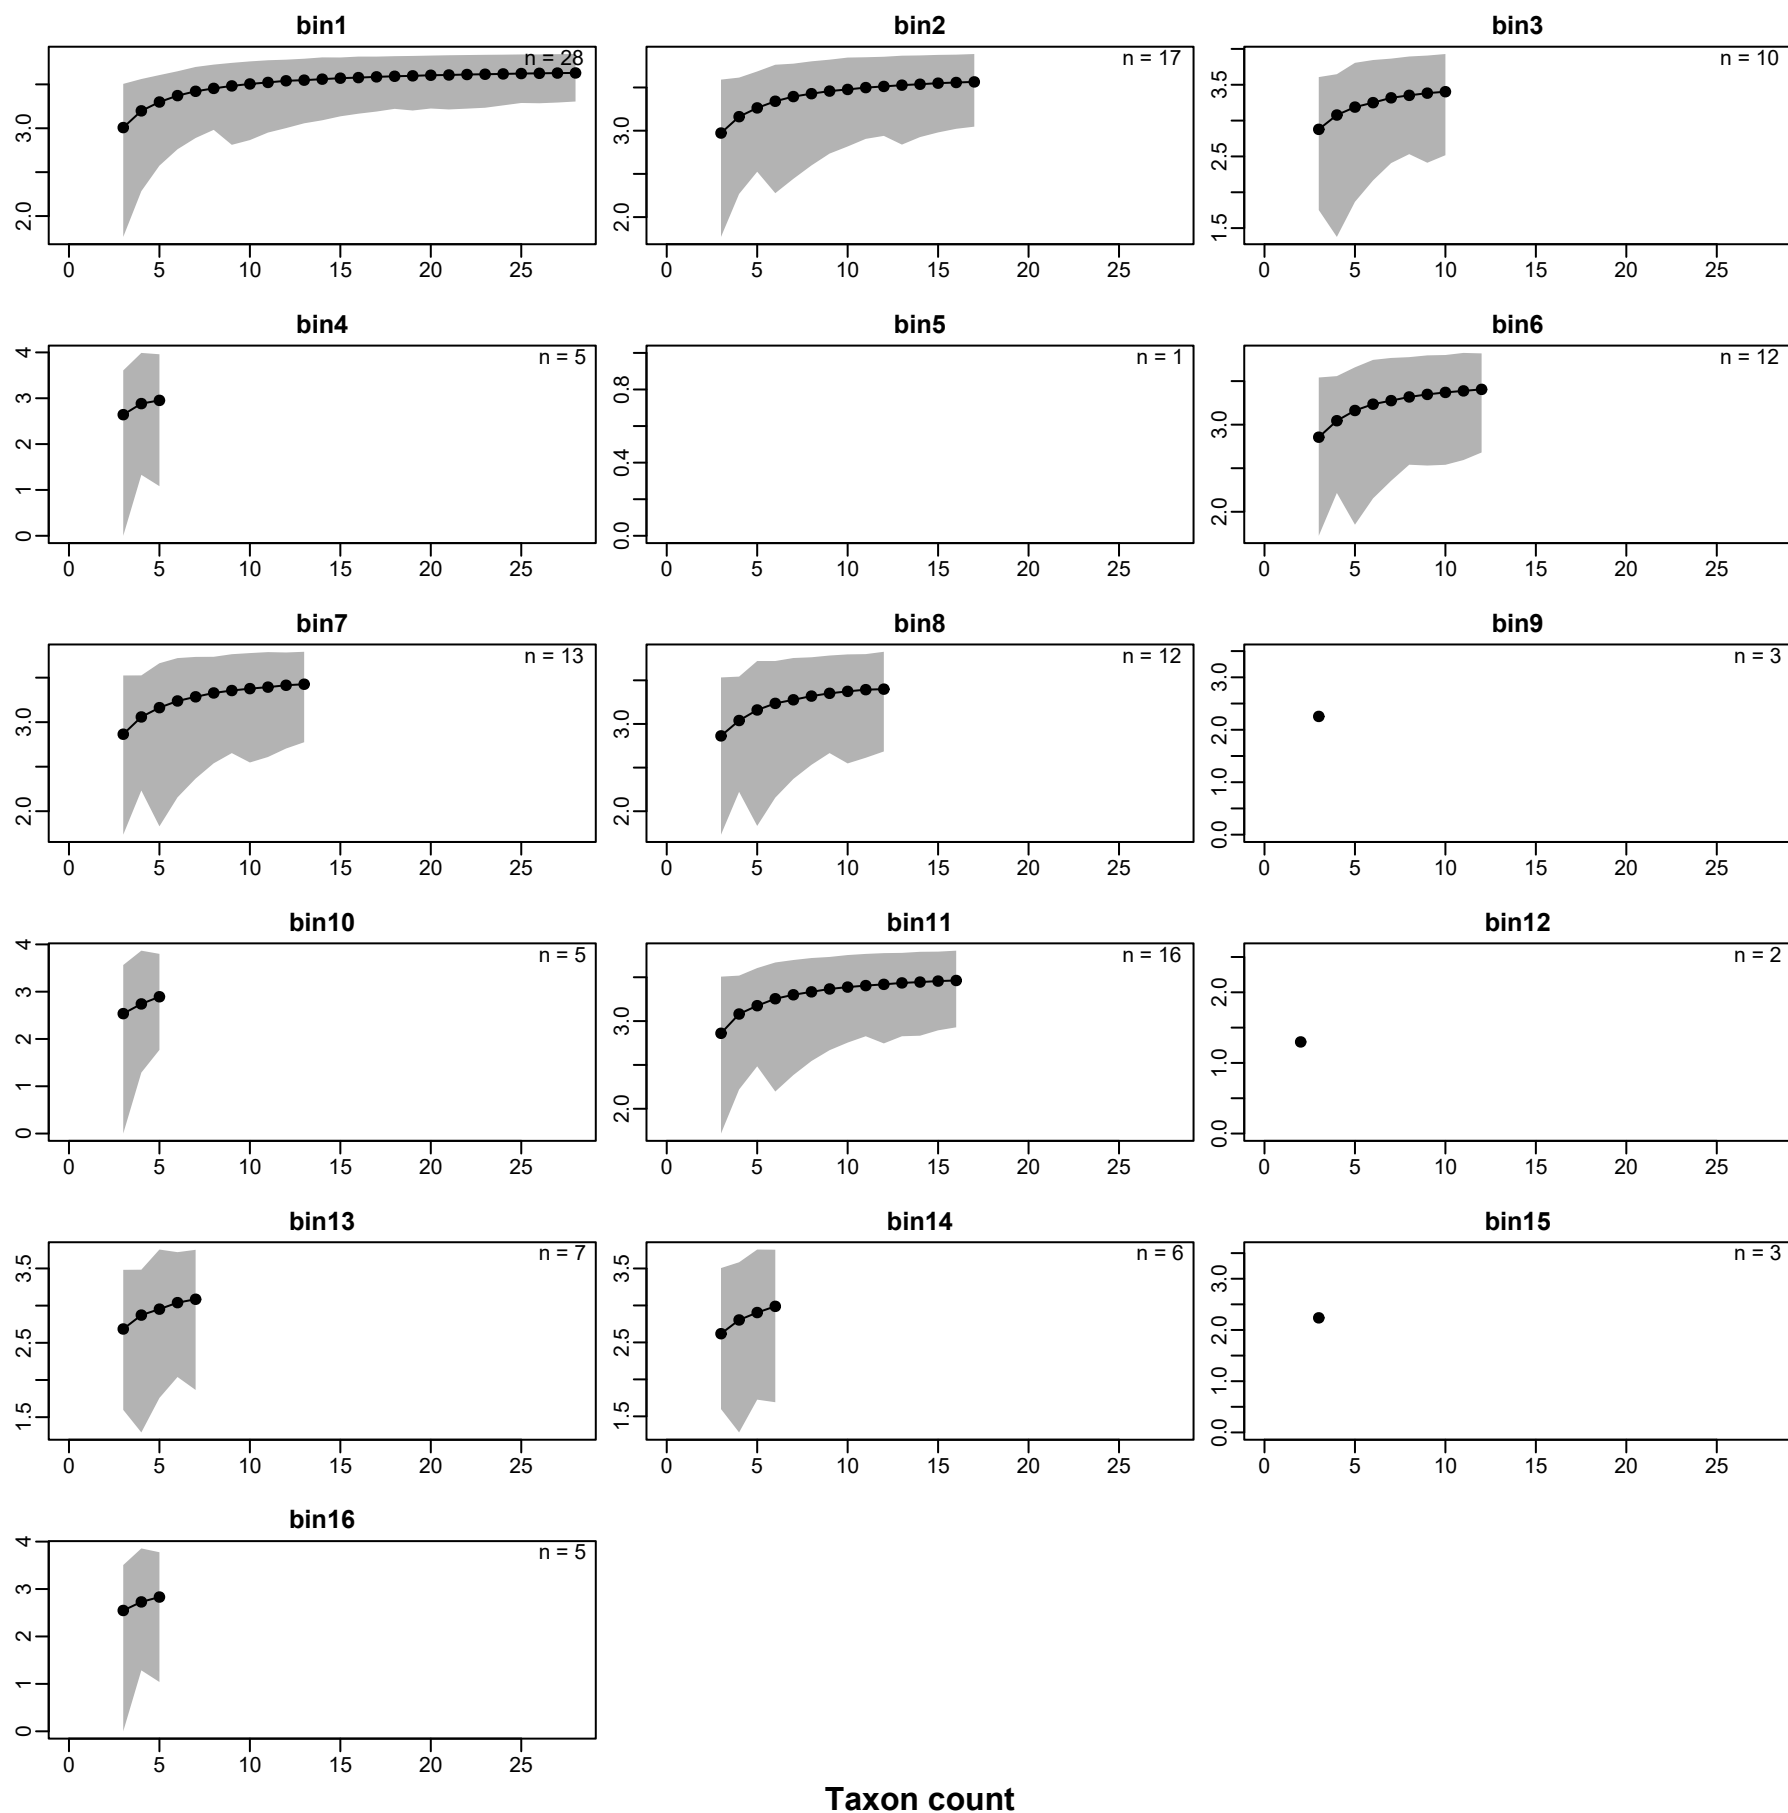 bin1 bin2 bin3
n = 28 n = 17 n = 10
3.0 3.0 3.5
2.0 2.0 2.5
1.5
0 5 10 15 20 25 0 5 10 15 20 25 0 5 10 15 20 25
bin4 bin5 bin6
n = 5 n = 1 n = 12
4 3 2 1 0 0.8 0.4 0.0 3.0 2.0
0 5 10 15 20 25 0 5 10 15 20 25 0 5 10 15 20 25
bin7 bin8 bin9
n = 13 n = 12 n = 3
3.0 2.0 3.0 2.0 3.0 2.0 1.0 0.0
0 5 10 15 20 25 0 5 10 15 20 25 0 5 10 15 20 25
bin10 bin11 bin12
n = 5 n = 16 n = 2
4 3 2 1 0 3.0 2.0 2.0 1.0 0.0
0 5 10 15 20 25 0 5 10 15 20 25 0 5 10 15 20 25
bin13 bin14 bin15
n = 7 n = 6 n = 3
3.5 2.5 1.5 3.5 2.5 1.5 3.0 2.0 1.0 0.0
0 5 10 15 20 25 0 5 10 15 20 25 0 5 10 15 20 25
bin16
n = 5
4 3 2 1 0
0 5 10 15 20 25
Taxon count